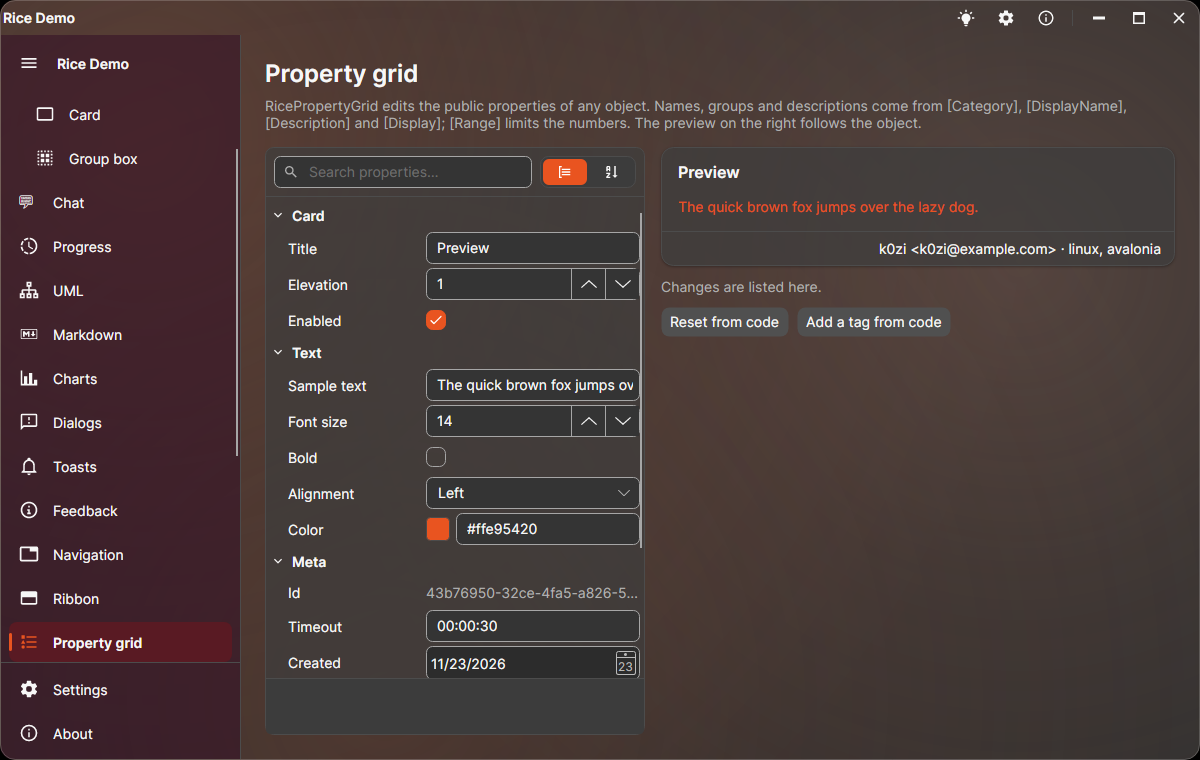 Rice Demo
Rice Demo
Card
Group box
Chat
Progress
UML
Markdown
Charts
Dialogs
Toasts
Feedback
Navigation
Ribbon
Property grid
Settings
About
Property grid
RicePropertyGrid edits the public properties of any object. Names, groups and descriptions come from [Category], [DisplayName],
[Description] and [Display]; [Range] limits the numbers. The preview on the right follows the object.
Search properties...
Card
Title
Preview
Elevation
1
Enabled
Text
Sample text
The quick brown fox jumps ov
Font size
14
Bold
Alignment
Left
Color
#ffe95420
Meta
Id
43b76950-32ce-4fa5-a826-5...
Timeout
00:00:30
Created
11/23/2026
23
Preview
The quick brown fox jumps over the lazy dog.
k0zi <k0zi@example.com> · linux, avalonia
Changes are listed here.
Reset from code
Add a tag from code